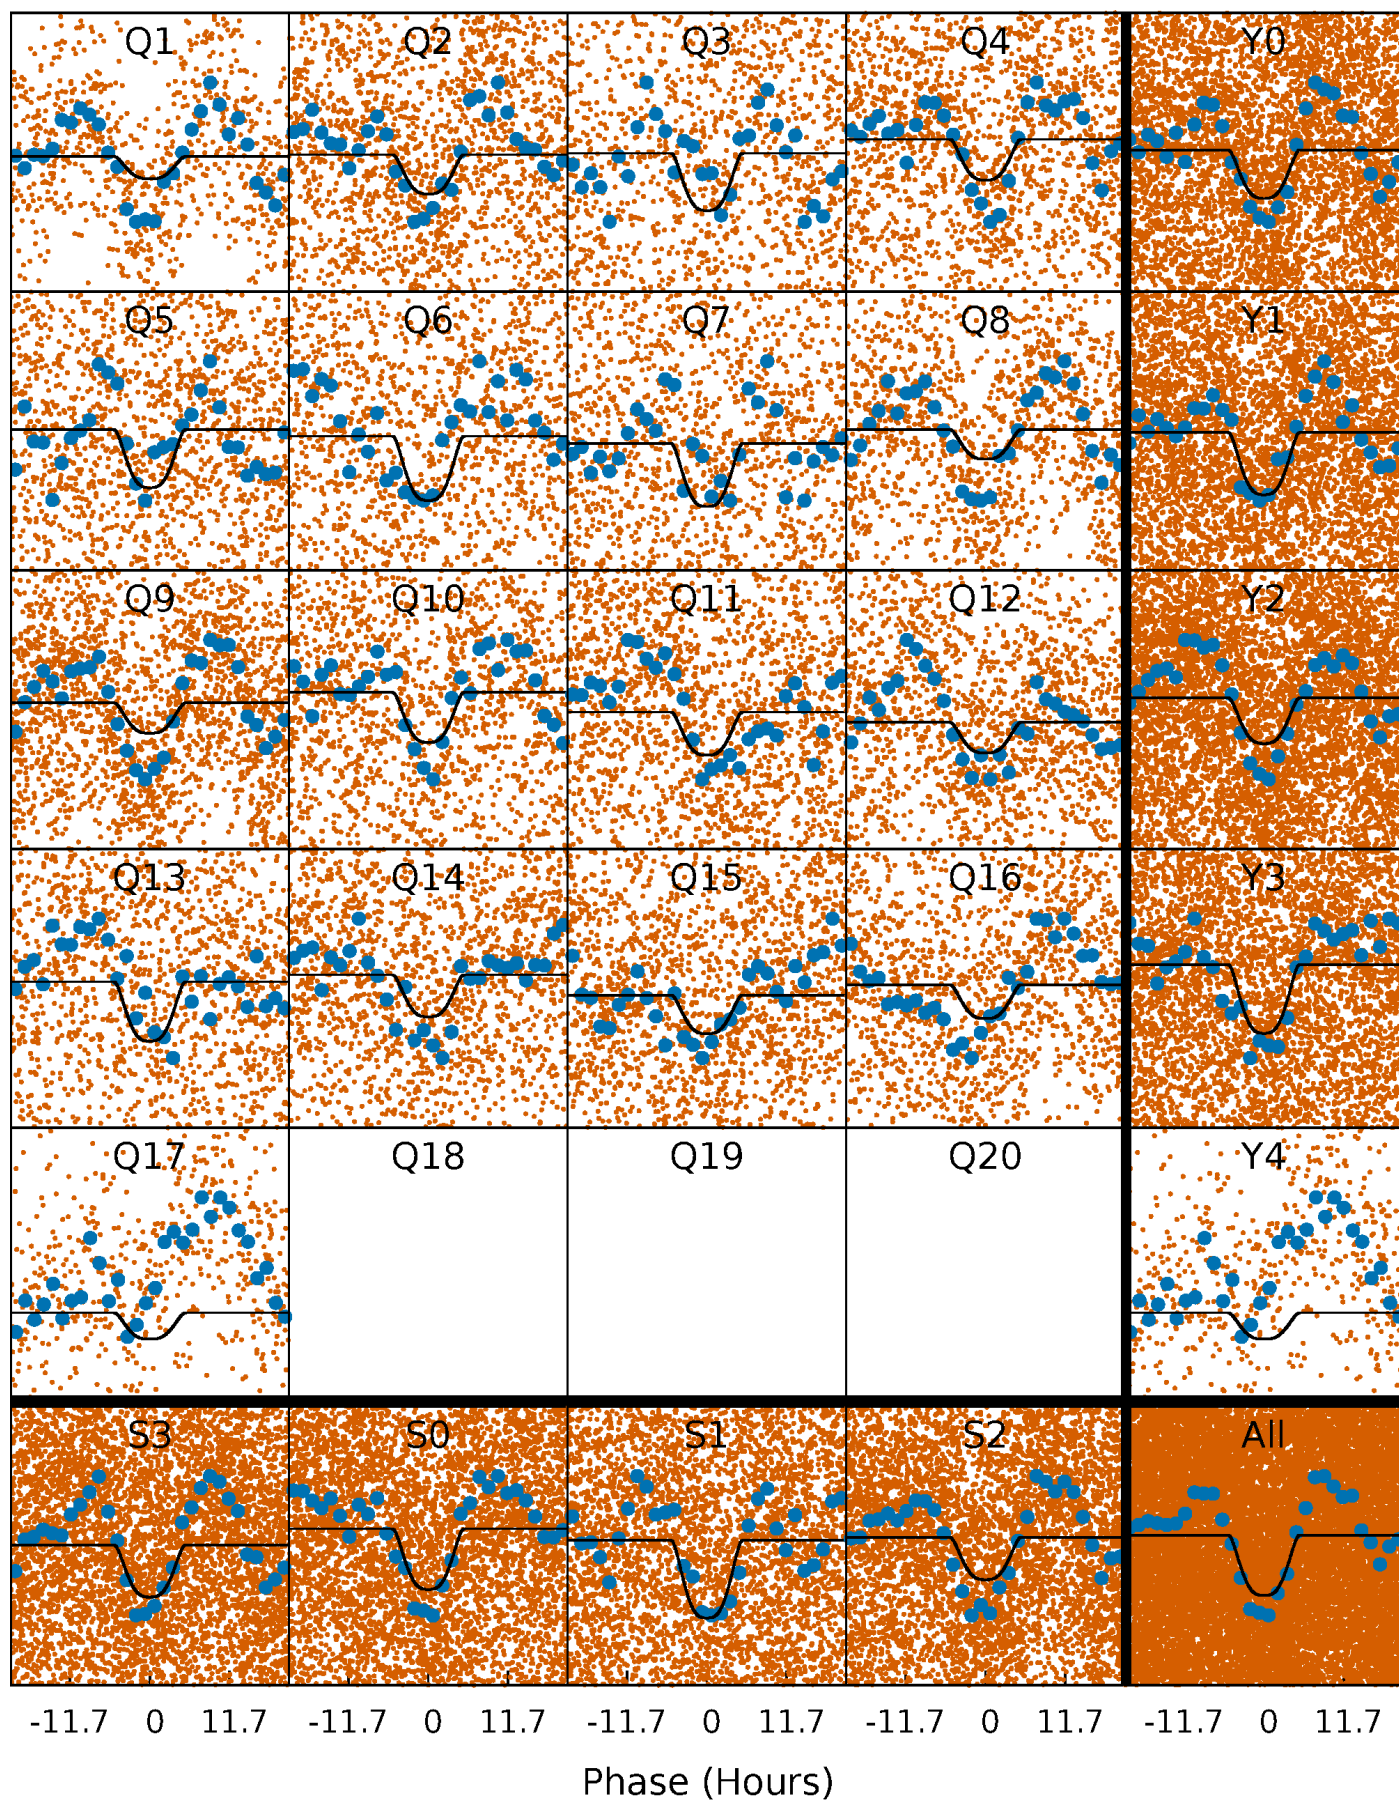 Q1 Q2 Q3 Q4 Y0
Q5 Q6 Q7 Q8 Y1
Q9 Q10 Q11 Q12 Y2
Q13 Q14 Q15 Q16 Y3
Q17 Q18 Q19 Q20 Y4
S3 S0 S1 S2 All
-11.7 0 11.7 -11.7 0 11.7 -11.7 0 11.7 -11.7 0 11.7 -11.7 0 11.7
Phase (Hours)